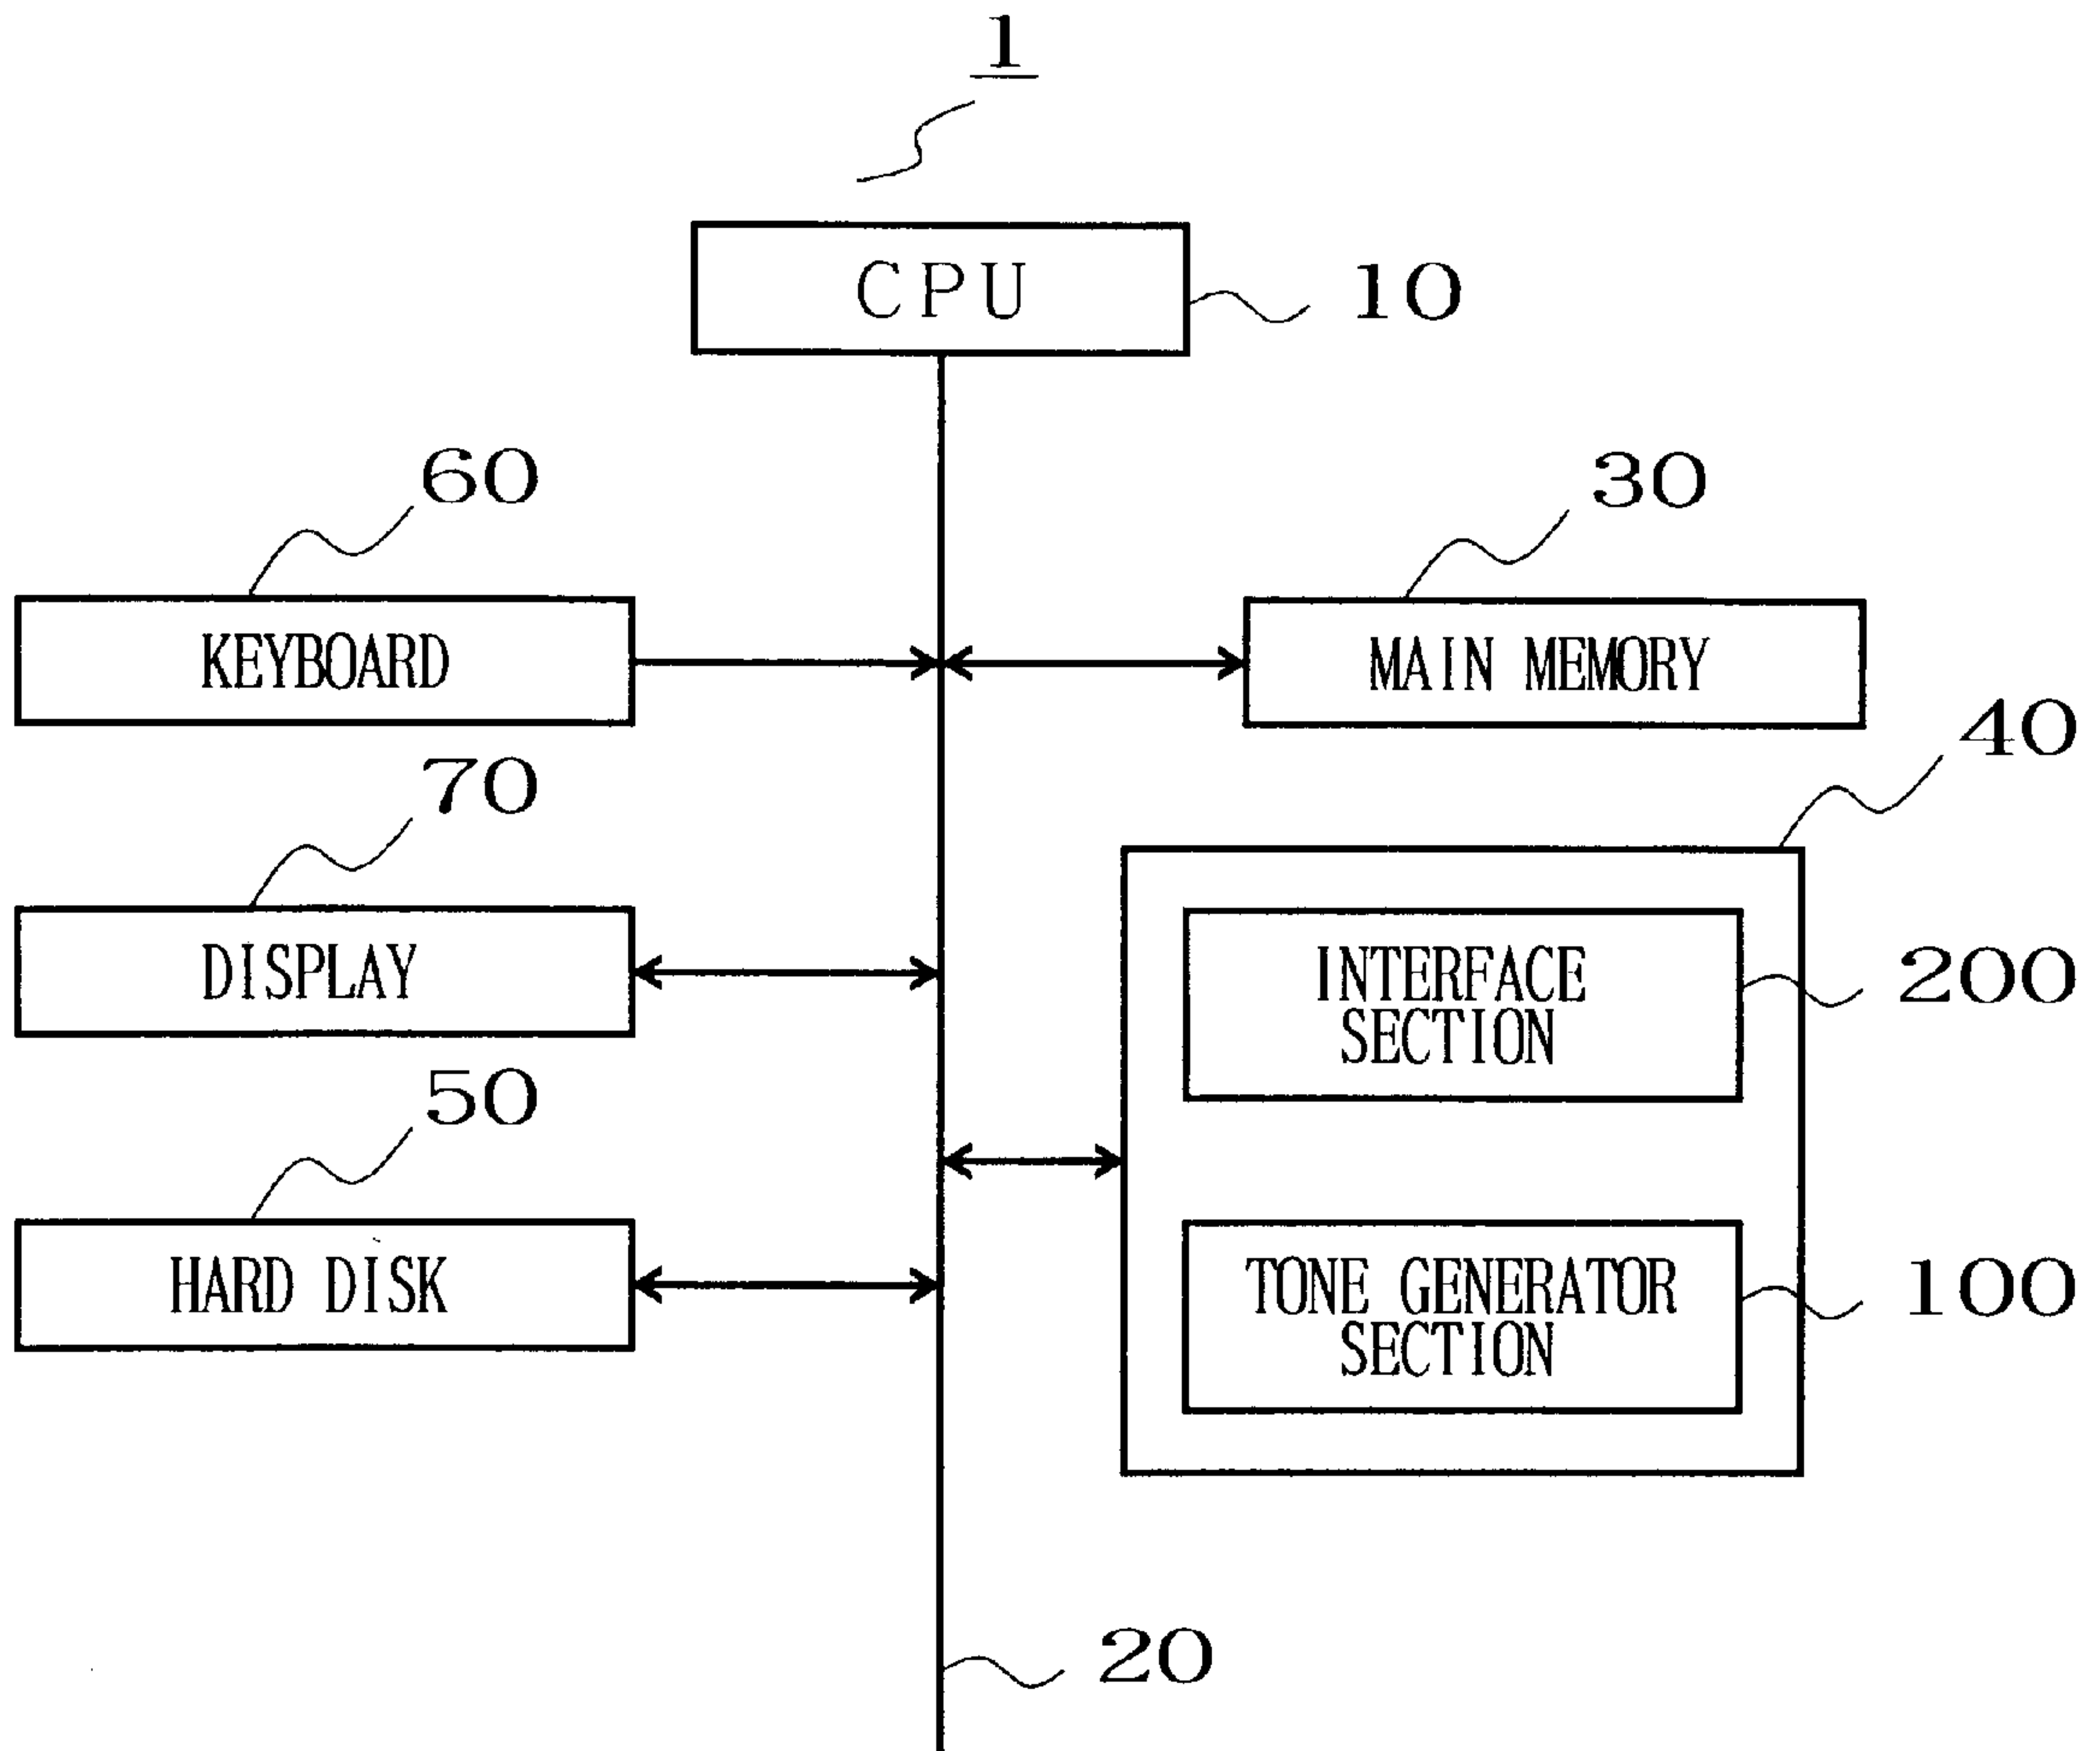 1
CPU
10
60
30
KEYBOARD
MAIN MEMORY
40
70
DISPLAY
INTERFACE
SECTION
200
50
HARD DISK
TONE GENERATOR
SECTION
100
20